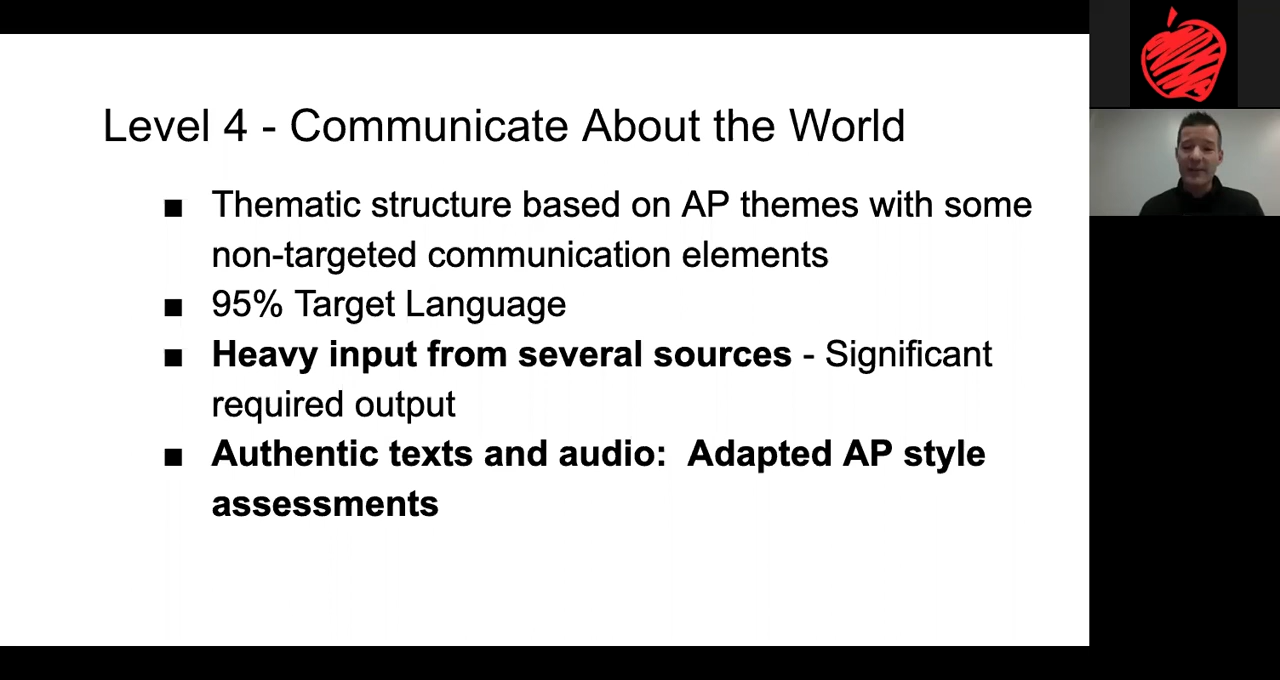 Level 4 - Communicate About the World
■ Thematic structure based on AP themes with some
non-targeted communication elements
■ 95% Target Language
■ Heavy input from several sources - Significant
required output
■ Authentic texts and audio:  Adapted AP style
assessments